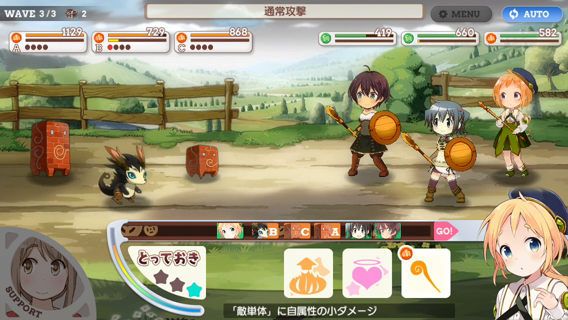 WAVE 3/3 2
通常攻撃
MENU
AUTO
1129
A
729
B
868
C
419
660
582
B C A GO!
とっておき
SUPPORT
「敵単体」に自属性の小ダメージ